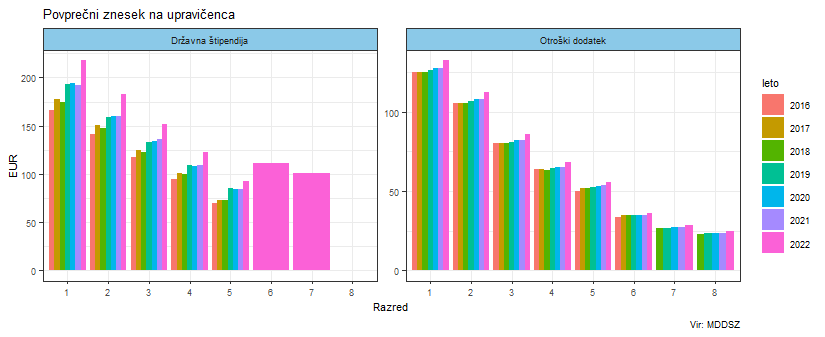 Povprečni znesek na upravičenca
Državna štipendija
Otroški dodatek
EUR
200
150
100
50
0
1 2 3 4 5 6 7 8
100
50
0
1 2 3 4 5 6 7 8
Razred
leto
2016
2017
2018
2019
2020
2021
2022
Vir: MDDSZ